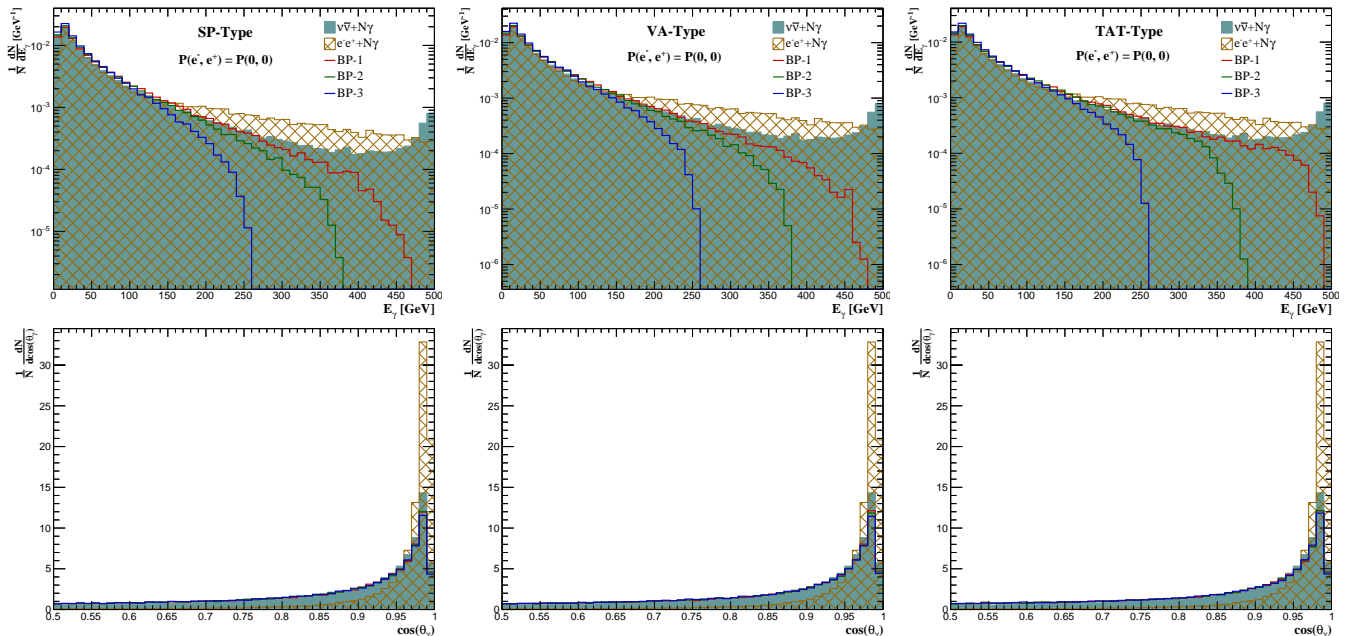 1/N dN/dE_γ [GeV⁻¹]
SP-Type
P(e⁻, e⁺) = P(0, 0)
νν̄+Nγ
e⁻e⁺+Nγ
BP-1
BP-2
BP-3
10⁻²
10⁻³
10⁻⁴
10⁻⁵
0 50 100 150 200 250 300 350 400 450 500
E_γ [GeV]
1/N dN/dE_γ [GeV⁻¹]
VA-Type
P(e⁻, e⁺) = P(0, 0)
νν̄+Nγ
e⁻e⁺+Nγ
BP-1
BP-2
BP-3
10⁻²
10⁻³
10⁻⁴
10⁻⁵
10⁻⁶
0 50 100 150 200 250 300 350 400 450 500
E_γ [GeV]
1/N dN/dE_γ [GeV⁻¹]
TAT-Type
P(e⁻, e⁺) = P(0, 0)
νν̄+Nγ
e⁻e⁺+Nγ
BP-1
BP-2
BP-3
10⁻²
10⁻³
10⁻⁴
10⁻⁵
10⁻⁶
0 50 100 150 200 250 300 350 400 450 500
E_γ [GeV]
1/N dN/dcos(θ_γ)
30
25
20
15
10
5
0
0.5 0.55 0.6 0.65 0.7 0.75 0.8 0.85 0.9 0.95 1
cos(θ_γ)
1/N dN/dcos(θ_γ)
30
25
20
15
10
5
0
0.5 0.55 0.6 0.65 0.7 0.75 0.8 0.85 0.9 0.95 1
cos(θ_γ)
1/N dN/dcos(θ_γ)
30
25
20
15
10
5
0
0.5 0.55 0.6 0.65 0.7 0.75 0.8 0.85 0.9 0.95 1
cos(θ_γ)